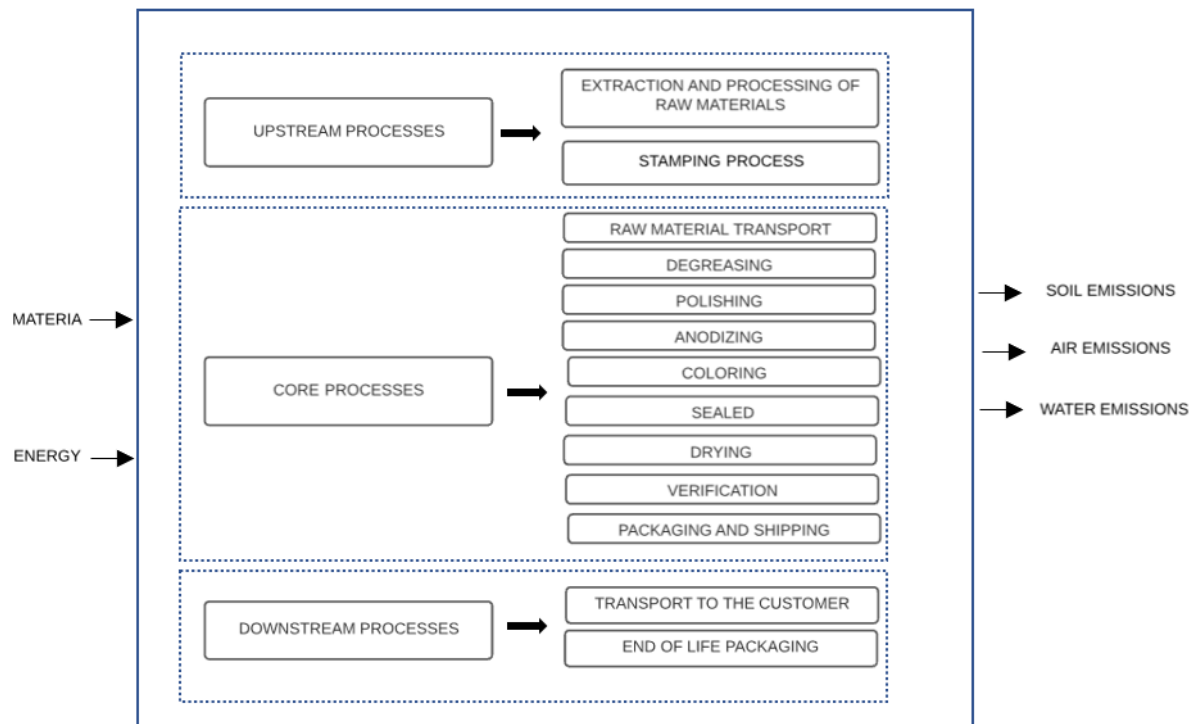 EXTRACTION AND PROCESSING OF
RAW MATERIALS
UPSTREAM PROCESSES
STAMPING PROCESS
RAW MATERIAL TRANSPORT
DEGREASING
POLISHING
ANODIZING
COLORING
CORE PROCESSES
SEALED
DRYING
VERIFICATION
PACKAGING AND SHIPPING
TRANSPORT TO THE CUSTOMER
DOWNSTREAM PROCESSES
END OF LIFE PACKAGING
MATERIA
ENERGY
SOIL EMISSIONS
AIR EMISSIONS
WATER EMISSIONS